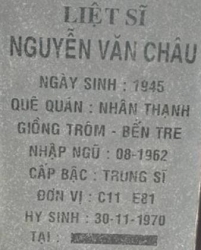 LIỆT SĨ
NGUYỄN VĂN CHÂU
NGÀY SINH : 1945
QUÊ QUÁN : NHÂN THẠNH
GIỒNG TRÔM - BẾN TRE
NHẬP NGŨ : 08-1962
CẤP BẬC : TRUNG SĨ
ĐƠN VỊ : C11 E81
HY SINH : 30-11-1970
TẠI :